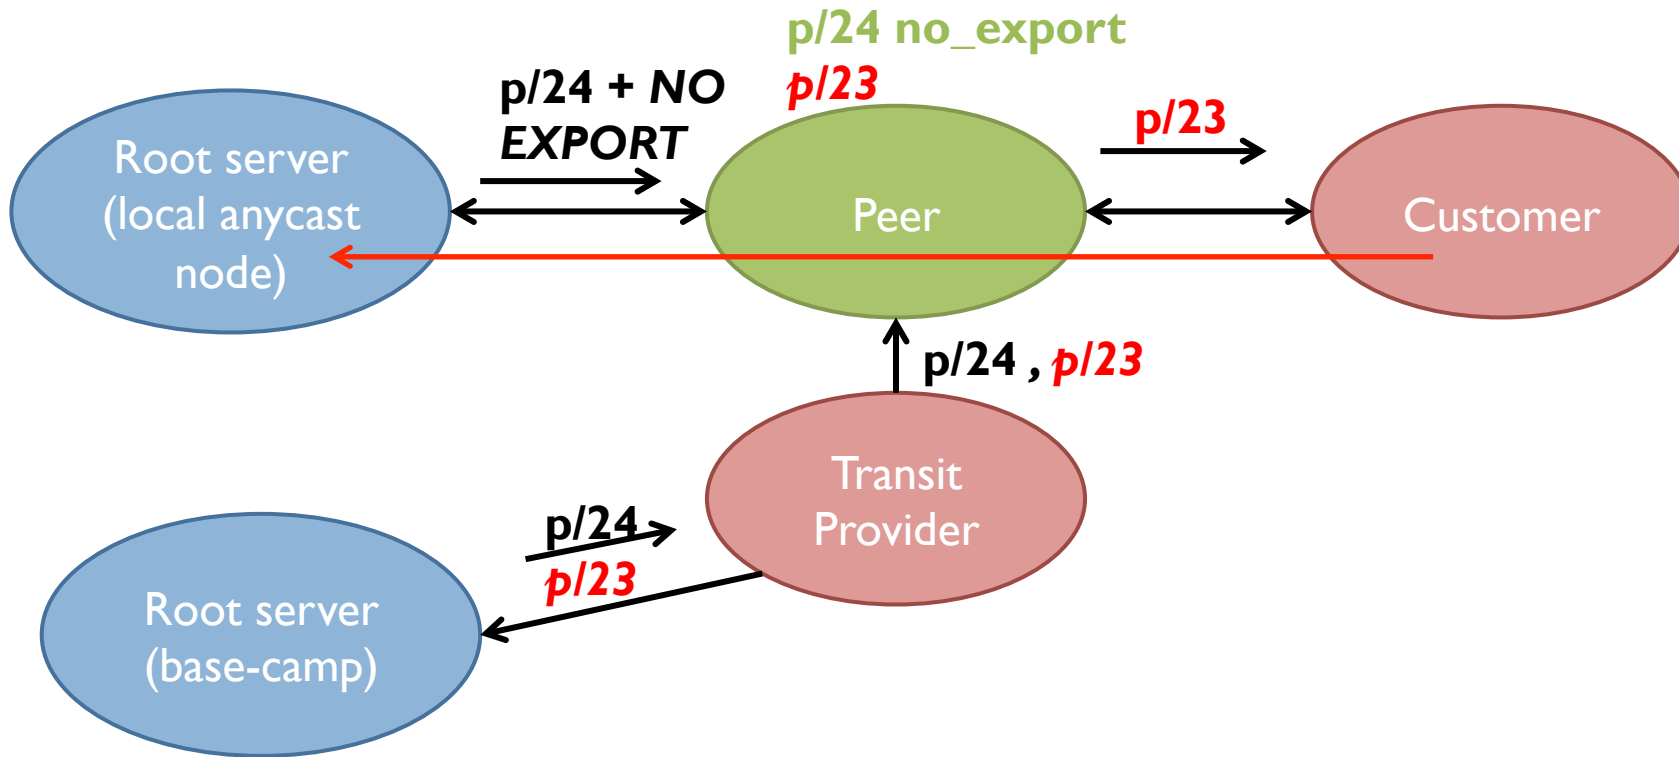 p/24 no_export
p/23
p/24 + NO
EXPORT
p/23
Root server
(local anycast
node)
Peer
Customer
p/24 , p/23
Transit
Provider
p/24
p/23
Root server
(base-camp)